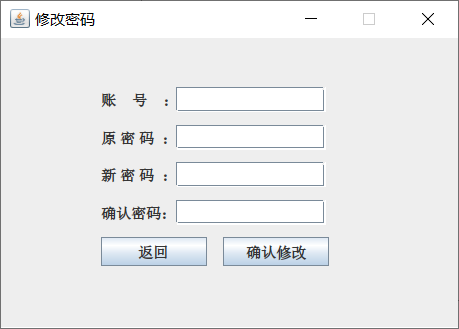 修改密码
账 号 :
原 密 码 :
新 密 码 :
确认密码:
返回 确认修改